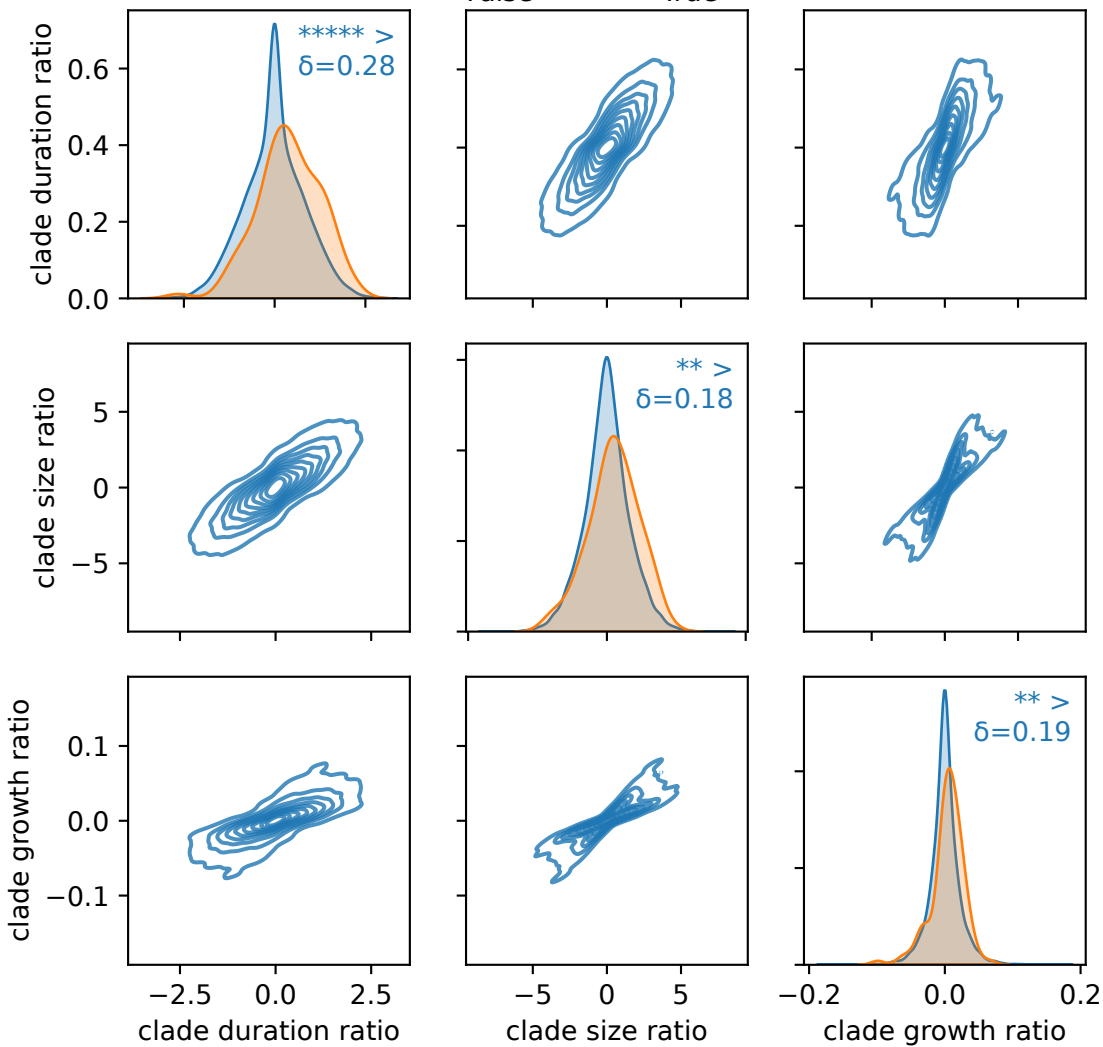 clade duration ratio
0.6
0.4
0.2
0.0
***** >
δ=0.28
clade size ratio
5
0
−5
** >
δ=0.18
clade growth ratio
0.1
0.0
−0.1
** >
δ=0.19
−2.5
0.0
2.5
clade duration ratio
−5
0
5
clade size ratio
−0.2
0.0
0.2
clade growth ratio